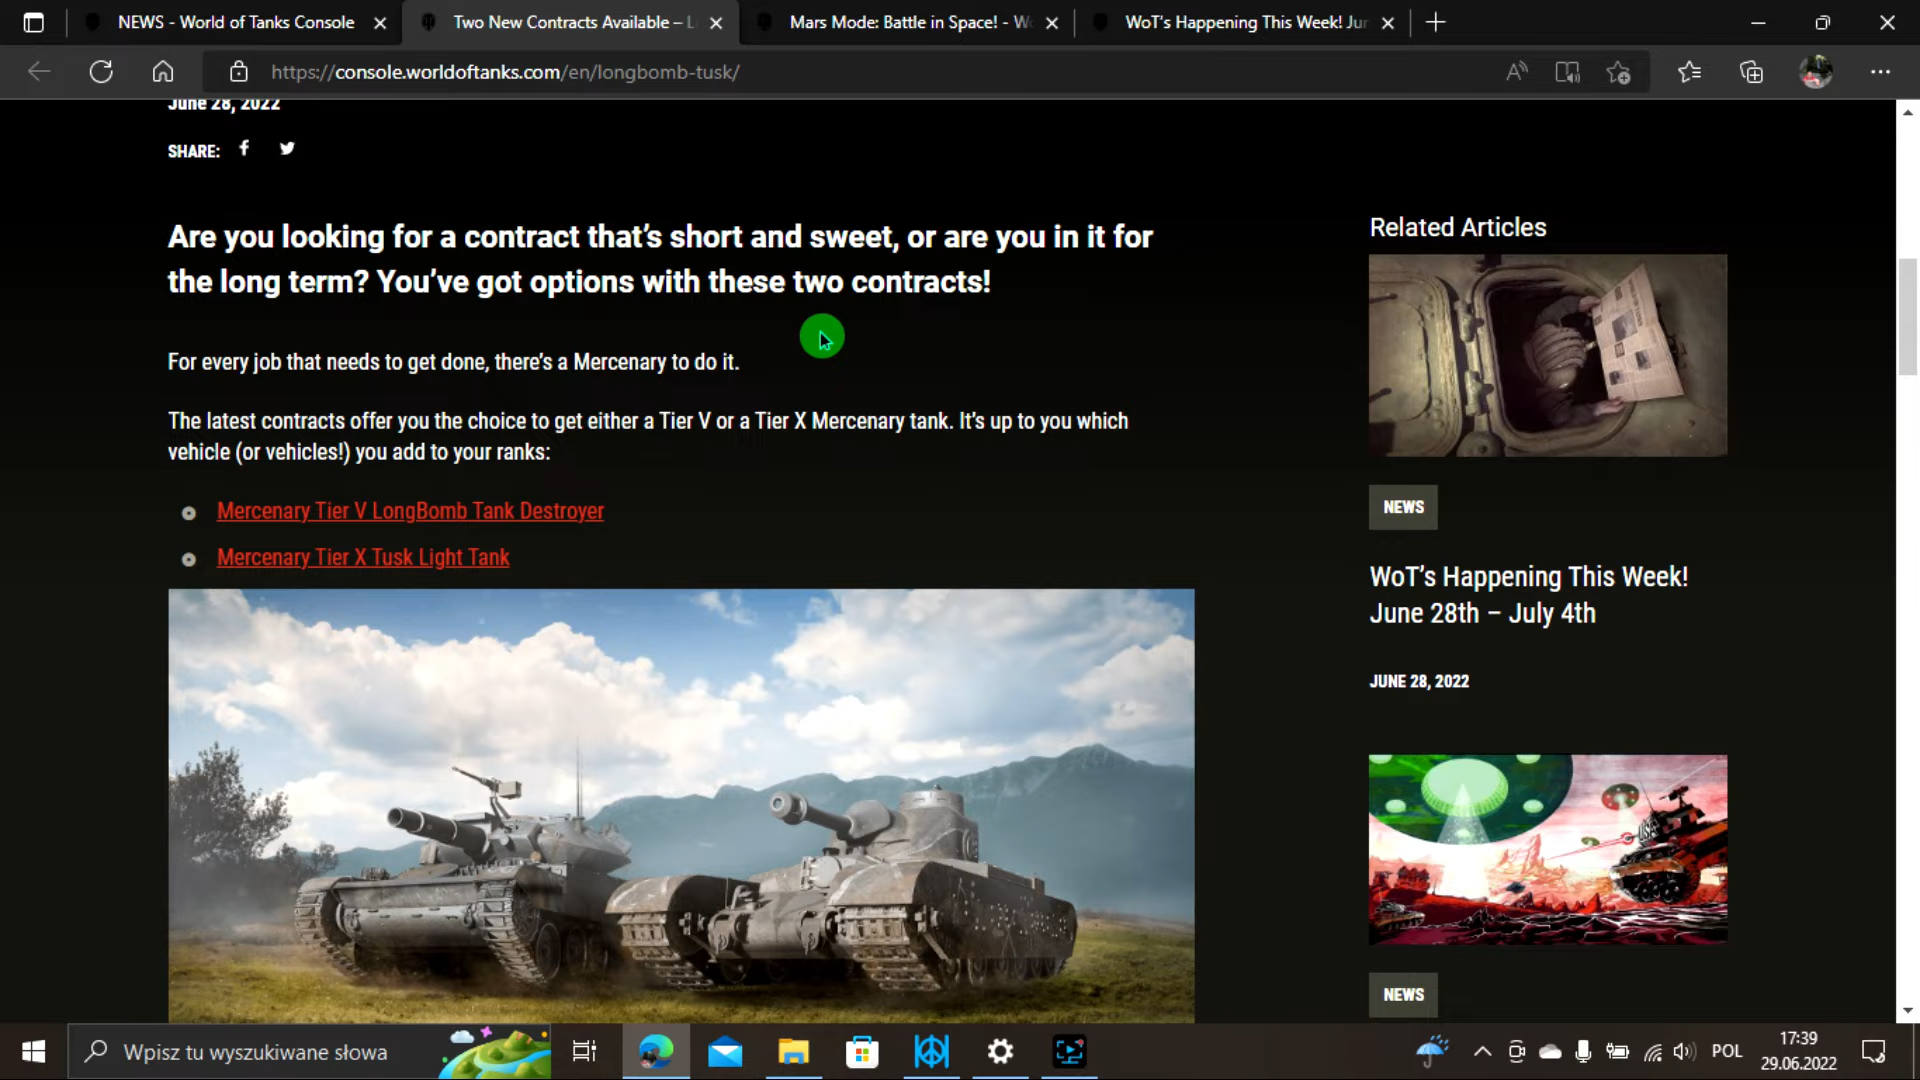 NEWS - World of Tanks Console
Two New Contracts Available – L
Mars Mode: Battle in Space! - Wo
WoT's Happening This Week! Jun
https://console.worldoftanks.com/en/longbomb-tusk/
June 28, 2022
SHARE:
Are you looking for a contract that's short and sweet, or are you in it for
the long term? You've got options with these two contracts!
For every job that needs to get done, there's a Mercenary to do it.
The latest contracts offer you the choice to get either a Tier V or a Tier X Mercenary tank. It's up to you which
vehicle (or vehicles!) you add to your ranks:
Mercenary Tier V LongBomb Tank Destroyer
Mercenary Tier X Tusk Light Tank
Related Articles
NEWS
WoT's Happening This Week!
June 28th – July 4th
JUNE 28, 2022
NEWS
Wpisz tu wyszukiwane słowa
POL
17:39
29.06.2022